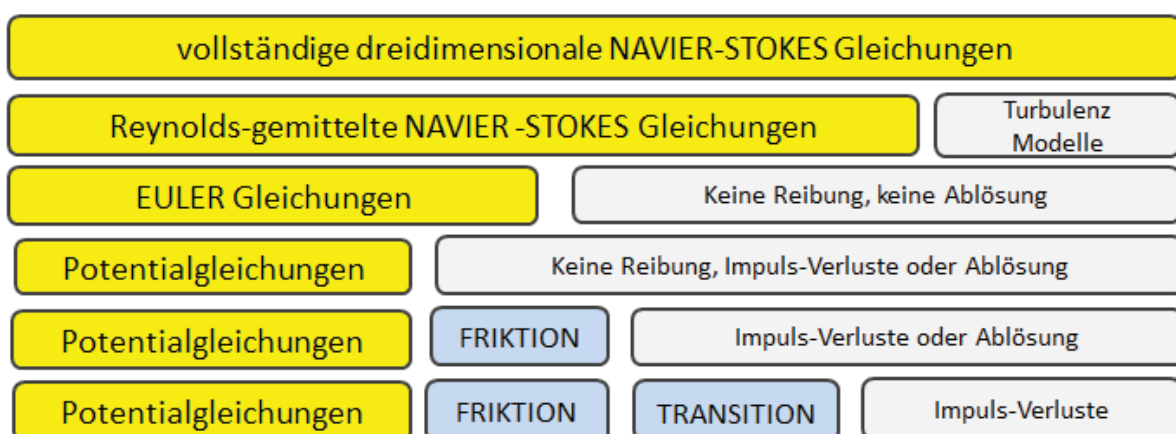 vollständige dreidimensionale NAVIER-STOKES Gleichungen
Reynolds-gemittelte NAVIER -STOKES Gleichungen
Turbulenz
Modelle
EULER Gleichungen
Keine Reibung, keine Ablösung
Potentialgleichungen
Keine Reibung, Impuls-Verluste oder Ablösung
Potentialgleichungen
FRIKTION
Impuls-Verluste oder Ablösung
Potentialgleichungen
FRIKTION
TRANSITION
Impuls-Verluste